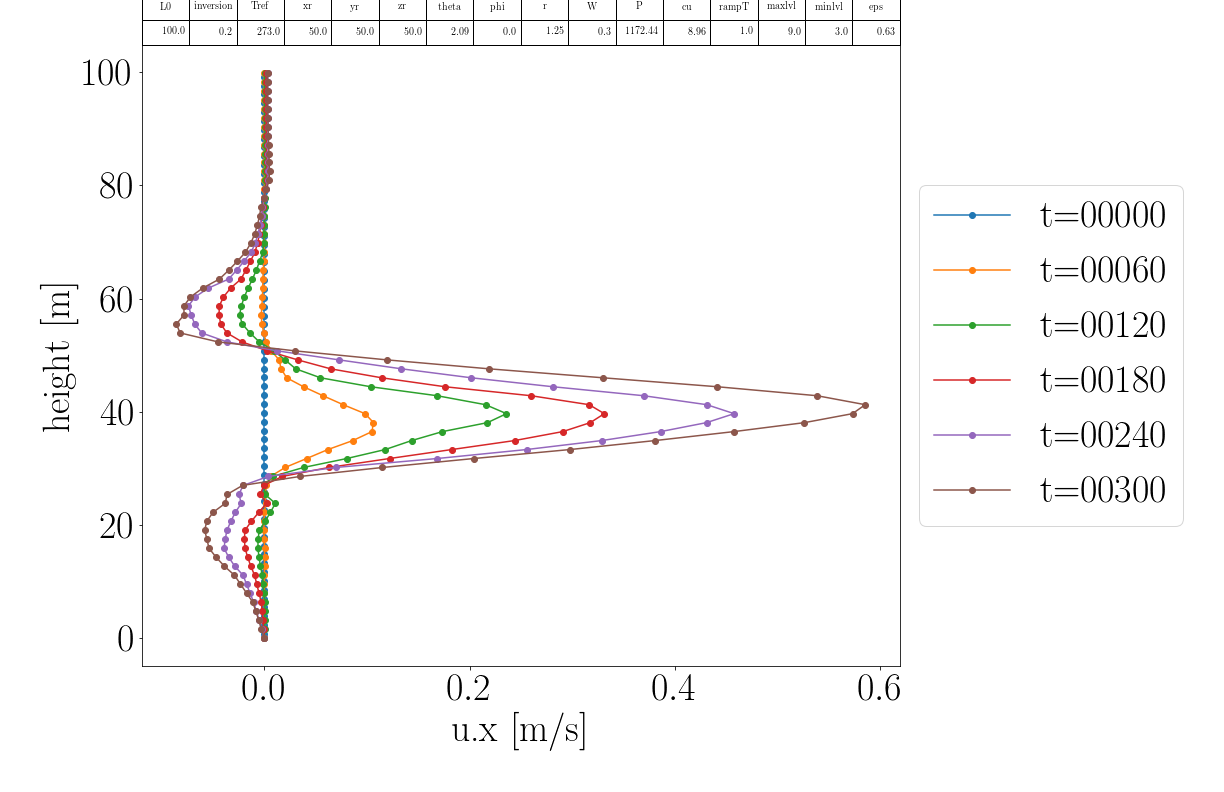 L0 inversion Tref xr yr zr theta phi r W P cu rampT maxlvl minlvl eps
100.0 0.2 273.0 50.0 50.0 50.0 2.09 0.0 1.25 0.3 1172.44 8.96 1.0 9.0 3.0 0.63
100
80
60
40
20
0
height [m]
0.0 0.2 0.4 0.6
u.x [m/s]
t=00000
t=00060
t=00120
t=00180
t=00240
t=00300